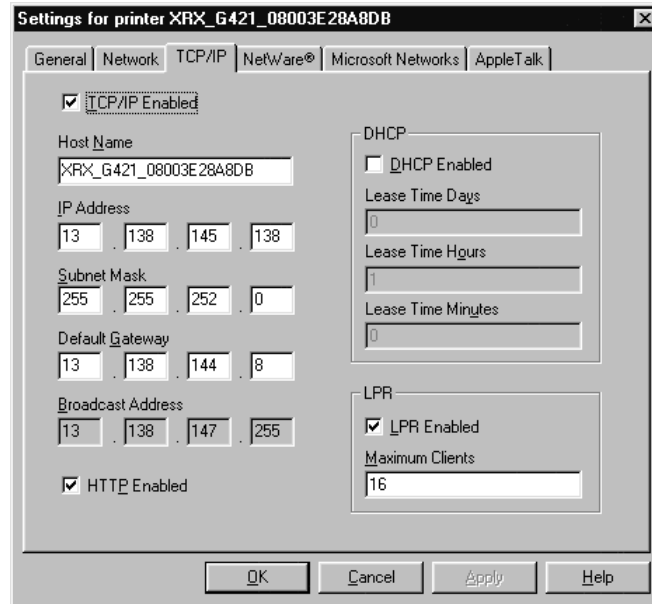 Settings for printer XRX_G421_08003E28A8DB
General Network TCP/IP NetWare® Microsoft Networks AppleTalk
TCP/IP Enabled
Host Name
XRX_G421_08003E28A8DB
IP Address
13 . 138 . 145 . 138
Subnet Mask
255 . 255 . 252 . 0
Default Gateway
13 . 138 . 144 . 8
Broadcast Address
13 . 138 . 147 . 255
HTTP Enabled
DHCP
DHCP Enabled
Lease Time Days
0
Lease Time Hours
1
Lease Time Minutes
0
LPR
LPR Enabled
Maximum Clients
16
OK Cancel Apply Help